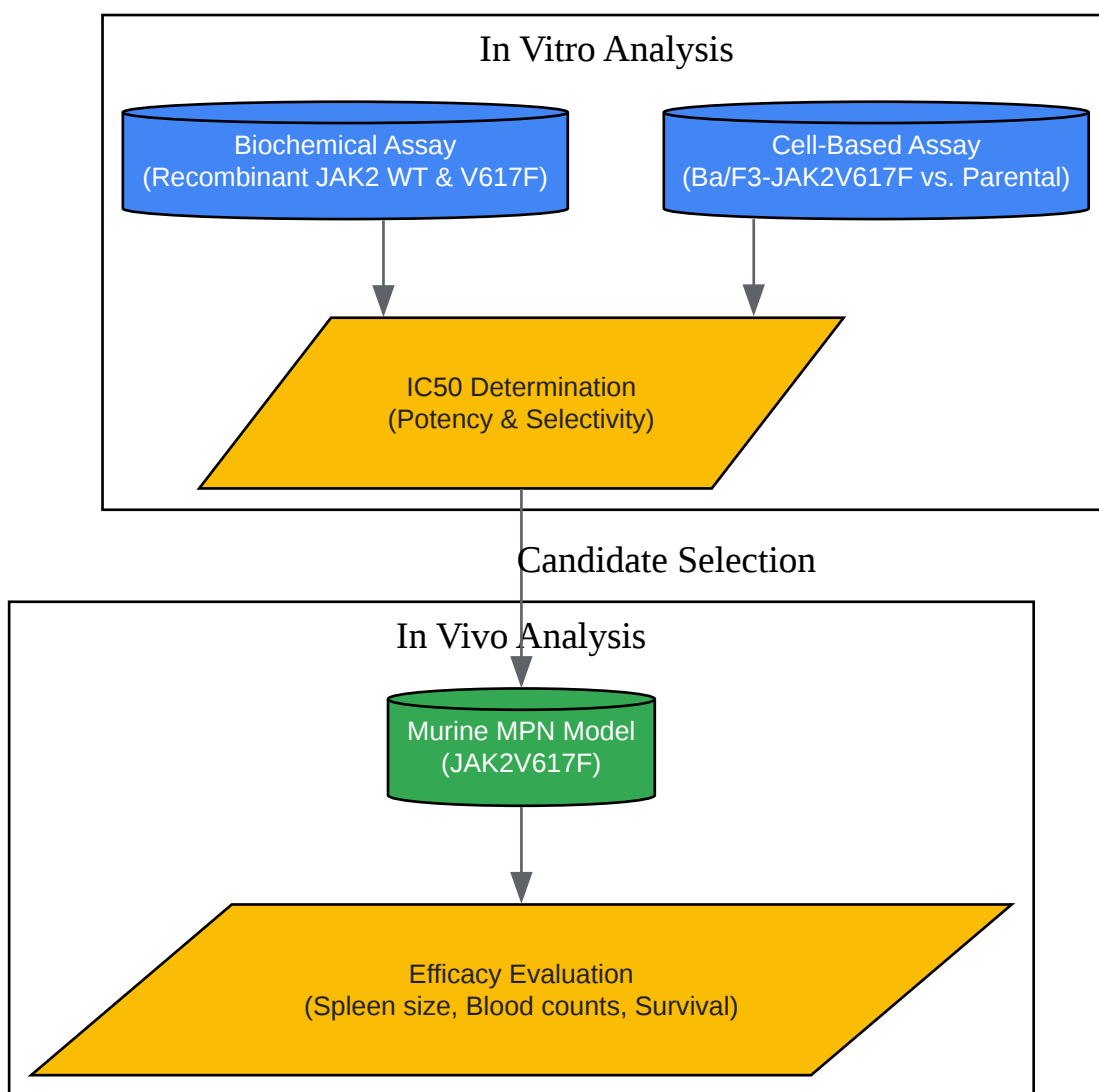 In Vitro Analysis
Biochemical Assay
(Recombinant JAK2 WT & V617F)
Cell-Based Assay
(Ba/F3-JAK2V617F vs. Parental)
IC50 Determination
(Potency & Selectivity)
Candidate Selection
In Vivo Analysis
Murine MPN Model
(JAK2V617F)
Efficacy Evaluation
(Spleen size, Blood counts, Survival)